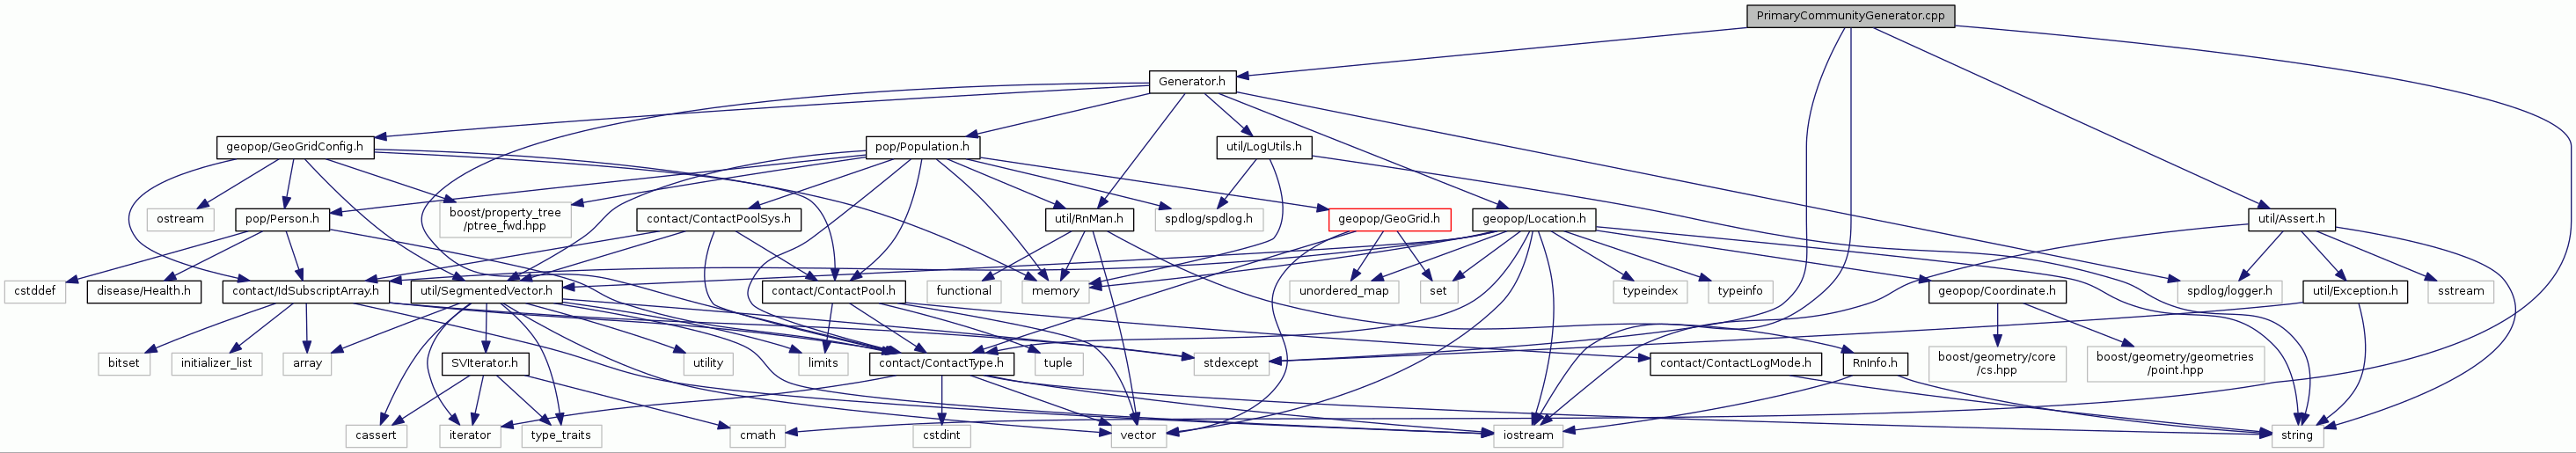 PrimaryCommunityGenerator.cpp
Generator.h
geopop/GeoGridConfig.h
pop/Population.h
util/LogUtils.h
ostream
pop/Person.h
boost/property_tree
/ptree_fwd.hpp
contact/ContactPoolSys.h
util/RnMan.h
spdlog/spdlog.h
geopop/GeoGrid.h
geopop/Location.h
util/Assert.h
cstddef
disease/Health.h
contact/IdSubscriptArray.h
util/SegmentedVector.h
contact/ContactPool.h
functional
memory
unordered_map
set
typeindex
typeinfo
geopop/Coordinate.h
spdlog/logger.h
util/Exception.h
sstream
bitset
initializer_list
array
SVIterator.h
utility
limits
contact/ContactType.h
tuple
stdexcept
contact/ContactLogMode.h
RnInfo.h
boost/geometry/core
/cs.hpp
boost/geometry/geometries
/point.hpp
cassert
iterator
type_traits
cmath
cstdint
vector
iostream
string